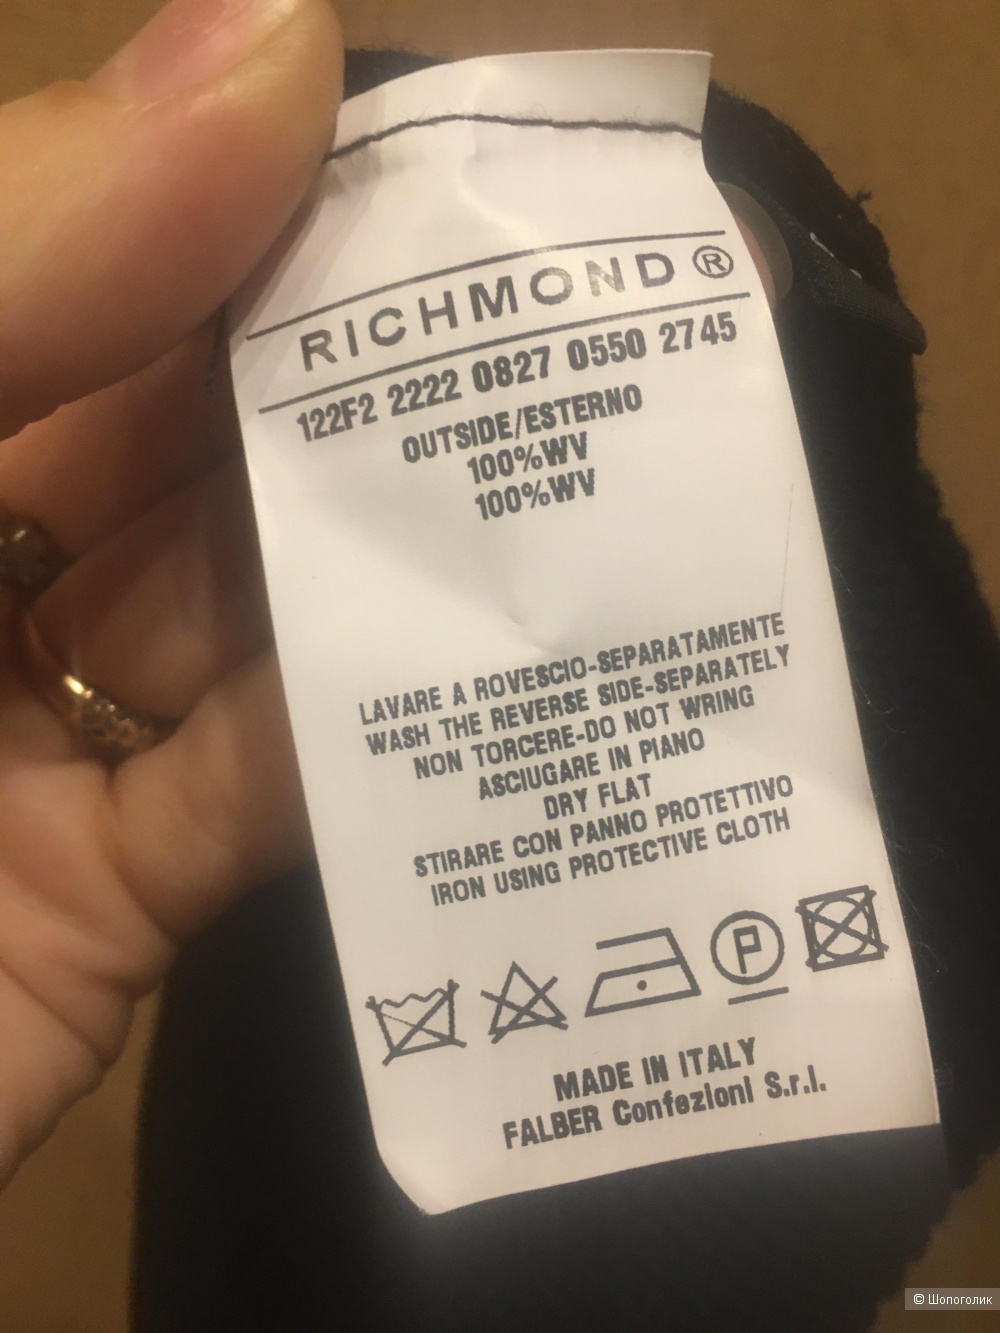 RICHMOND ®
122F2 2222 0827 0550 2745
OUTSIDE/ESTERNO
100%WV
100%WV
LAVARE A ROVESCIO-SEPARATAMENTE
WASH THE REVERSE SIDE-SEPARATELY
NON TORCERE-DO NOT WRING
ASCIUGARE IN PIANO
DRY FLAT
STIRARE CON PANNO PROTETTIVO
IRON USING PROTECTIVE CLOTH
P
MADE IN ITALY
FALBER Confezioni S.r.l.
© Шопоголик